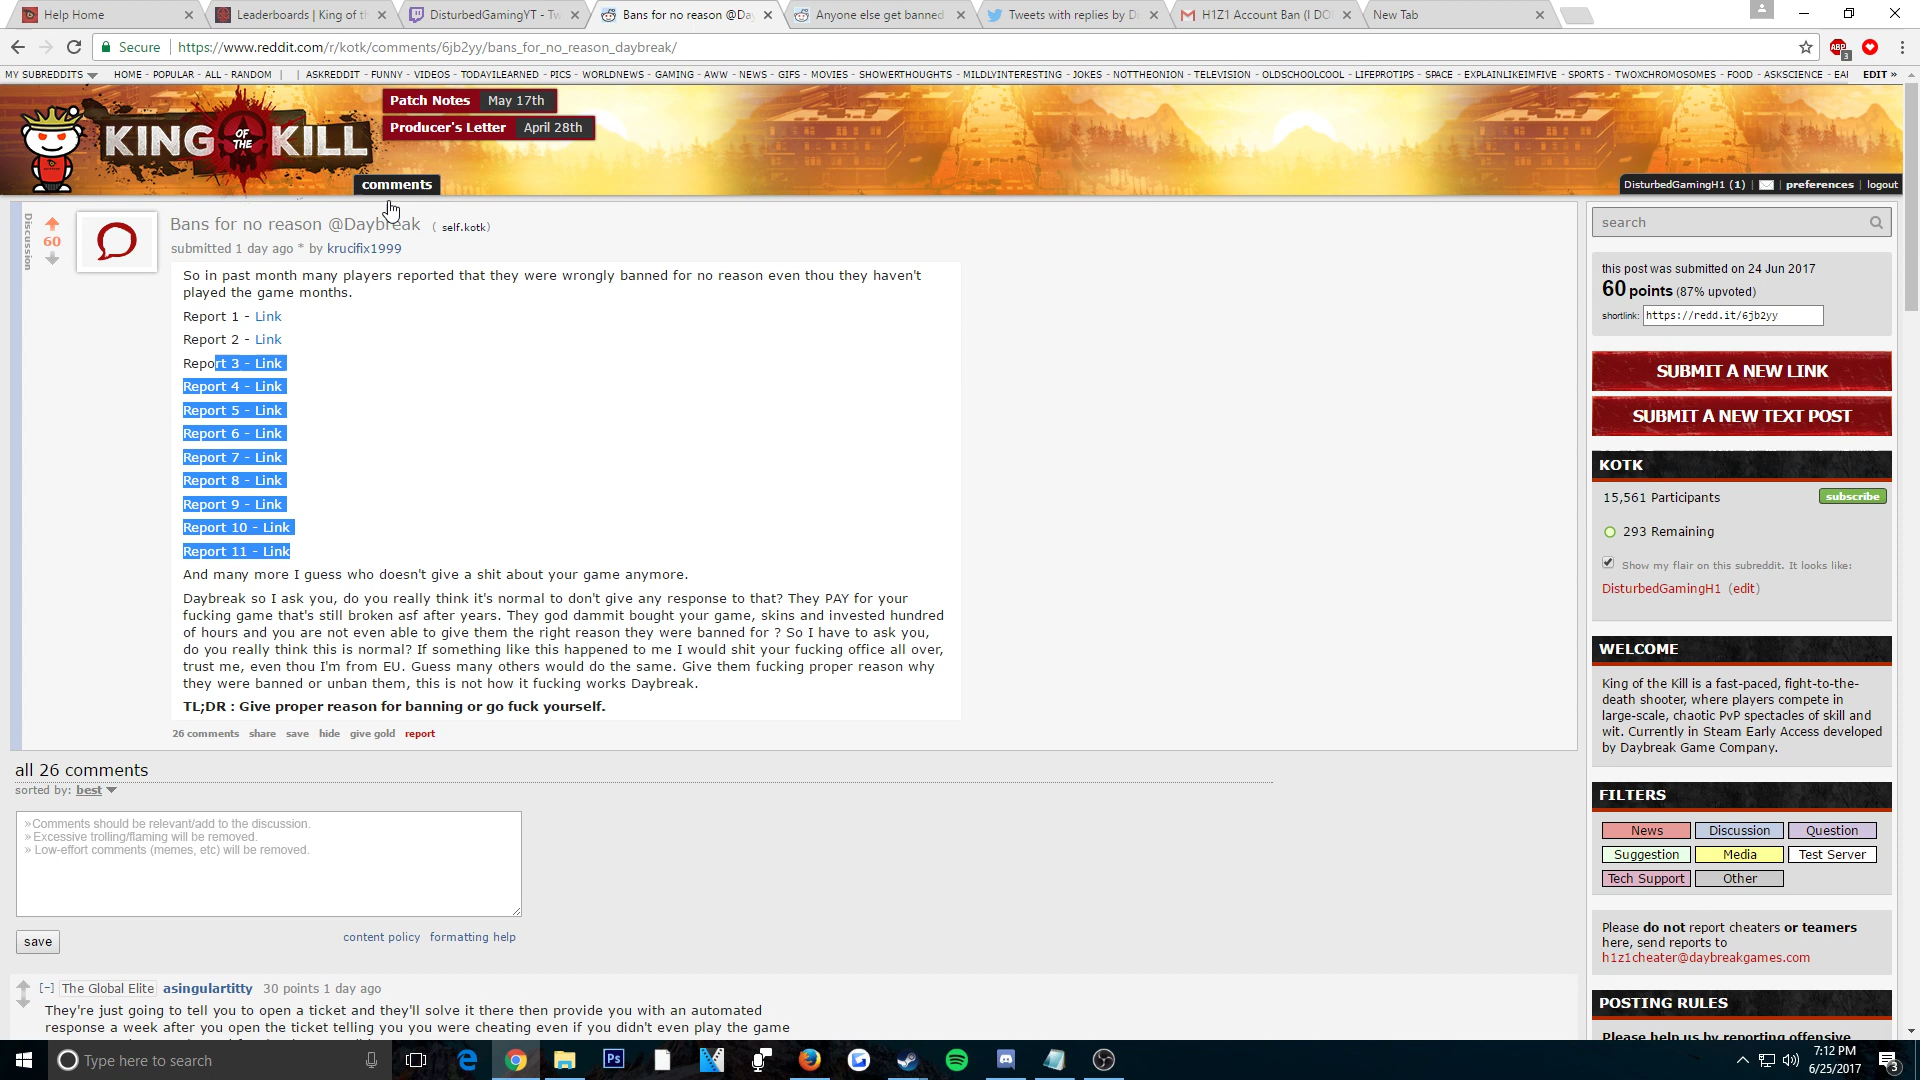 Help Home
Leaderboards | King of th
DisturbedGamingYT - Tw
Bans for no reason @Da
Anyone else get banned
Tweets with replies by D
H1Z1 Account Ban (I DO
New Tab
Secure https://www.reddit.com/r/kotk/comments/6jb2yy/bans_for_no_reason_daybreak/
ABP
3
MY SUBREDDITS HOME - POPULAR - ALL - RANDOM | | ASKREDDIT - FUNNY - VIDEOS - TODAYILEARNED - PICS - WORLDNEWS - GAMING - AWW - NEWS - GIFS - MOVIES - SHOWERTHOUGHTS - MILDLYINTERESTING - JOKES - NOTTHEONION - TELEVISION - OLDSCHOOLCOOL - LIFEPROTIPS - SPACE - EXPLAINLIKEIMFIVE - SPORTS - TWOXCHROMOSOMES - FOOD - ASKSCIENCE - EAI EDIT »
Patch Notes May 17th
Producer's Letter April 28th
KING OF THE KILL
comments
DisturbedGamingH1 (1) | | preferences | logout
Discussion
60
Bans for no reason @Daybreak ( self.kotk)
submitted 1 day ago * by krucifix1999
So in past month many players reported that they were wrongly banned for no reason even thou they haven't
played the game months.
Report 1 - Link
Report 2 - Link
Report 3 - Link
Report 4 - Link
Report 5 - Link
Report 6 - Link
Report 7 - Link
Report 8 - Link
Report 9 - Link
Report 10 - Link
Report 11 - Link
And many more I guess who doesn't give a shit about your game anymore.
Daybreak so I ask you, do you really think it's normal to don't give any response to that? They PAY for your
fucking game that's still broken asf after years. They god dammit bought your game, skins and invested hundred
of hours and you are not even able to give them the right reason they were banned for ? So I have to ask you,
do you really think this is normal? If something like this happened to me I would shit your fucking office all over,
trust me, even thou I'm from EU. Guess many others would do the same. Give them fucking proper reason why
they were banned or unban them, this is not how it fucking works Daybreak.
TL;DR : Give proper reason for banning or go fuck yourself.
26 comments share save hide give gold report
all 26 comments
sorted by: best
»Comments should be relevant/add to the discussion.
»Excessive trolling/flaming will be removed.
» Low-effort comments (memes, etc) will be removed.
save
content policy formatting help
[-] The Global Elite asingulartitty 30 points 1 day ago
They're just going to tell you to open a ticket and they'll solve it there then provide you with an automated
response a week after you open the ticket telling you you were cheating even if you didn't even play the game
search
this post was submitted on 24 Jun 2017
60 points (87% upvoted)
shortlink: https://redd.it/6jb2yy
SUBMIT A NEW LINK
SUBMIT A NEW TEXT POST
KOTK
15,561 Participants
subscribe
293 Remaining
Show my flair on this subreddit. It looks like:
DisturbedGamingH1 (edit)
WELCOME
King of the Kill is a fast-paced, fight-to-the-
death shooter, where players compete in
large-scale, chaotic PvP spectacles of skill and
wit. Currently in Steam Early Access developed
by Daybreak Game Company.
FILTERS
News Discussion Question
Suggestion Media Test Server
Tech Support Other
Please do not report cheaters or teamers
here, send reports to
h1z1cheater@daybreakgames.com
POSTING RULES
Please help us by reporting offensive
Type here to search
Ps
7:12 PM
6/25/2017
3